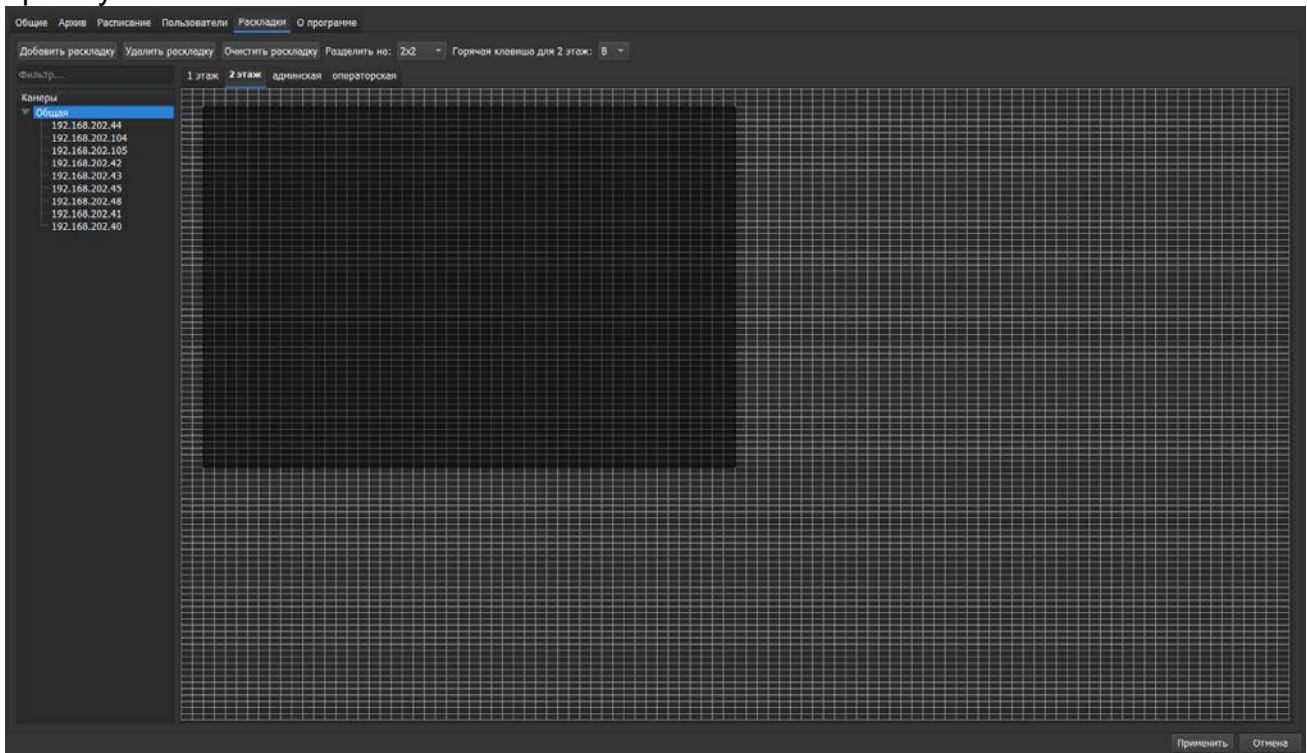 Общие Архив Расписание Пользователи Раскладки О программе
Добавить раскладку Удалить раскладку Очистить раскладку Разделить на: 2x2 Горячая клавиша для 2 этаж: 8
Фильтр... 1 этаж 2 этаж админская операторская
Камеры
Общая
192.168.202.44
192.168.202.104
192.168.202.105
192.168.202.42
192.168.202.43
192.168.202.45
192.168.202.48
192.168.202.41
192.168.202.40
Применить Отмена